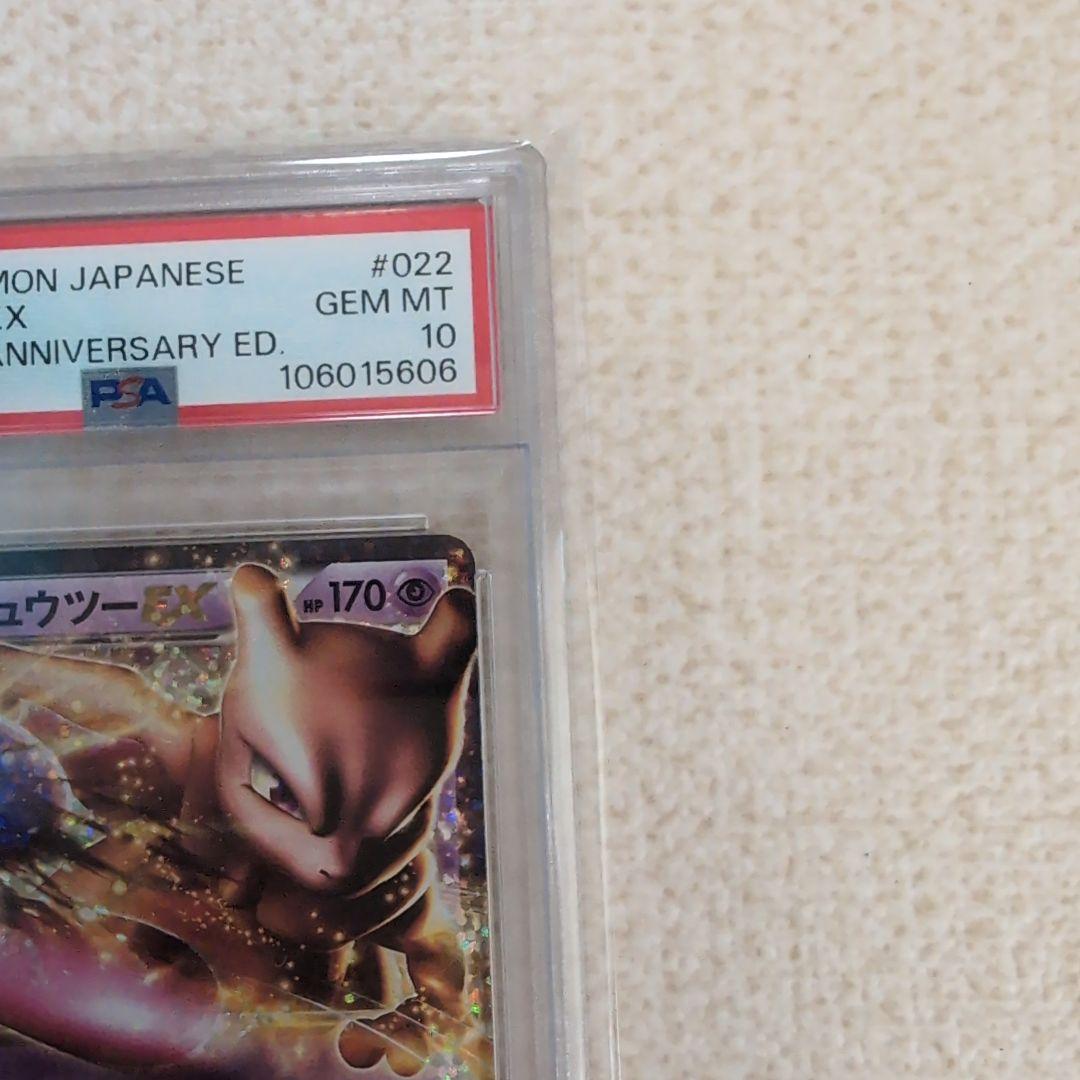 MON JAPANESE #022
EX GEM MT
ANNIVERSARY ED. 10
106015606
PSA
ュウツーEX HP 170